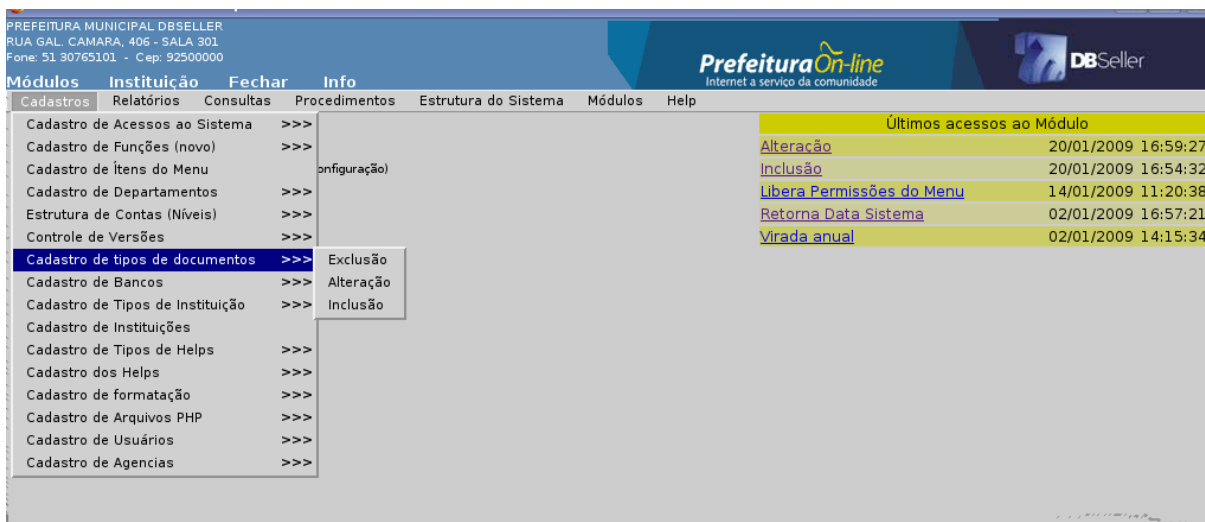 PREFEITURA MUNICIPAL DBSELLER
RUA GAL. CAMARA, 406 - SALA 301
Fone: 51 30765101 - Cep: 92500000
Módulos Instituição Fechar Info
Prefeitura On-line
Internet a serviço da comunidade
DBSeller
Cadastros Relatórios Consultas Procedimentos Estrutura do Sistema Módulos Help
Cadastro de Acessos ao Sistema >>>
Cadastro de Funções (novo) >>>
Cadastro de Ítens do Menu
onfiguração)
Cadastro de Departamentos >>>
Estrutura de Contas (Níveis) >>>
Controle de Versões >>>
Cadastro de tipos de documentos >>>
Cadastro de Bancos >>>
Cadastro de Tipos de Instituição >>>
Cadastro de Instituições
Cadastro de Tipos de Helps >>>
Cadastro dos Helps >>>
Cadastro de formatação >>>
Cadastro de Arquivos PHP >>>
Cadastro de Usuários >>>
Cadastro de Agencias >>>
Exclusão
Alteração
Inclusão
Últimos acessos ao Módulo
Alteração 20/01/2009 16:59:27
Inclusão 20/01/2009 16:54:32
Libera Permissões do Menu 14/01/2009 11:20:38
Retorna Data Sistema 02/01/2009 16:57:21
Virada anual 02/01/2009 14:15:34